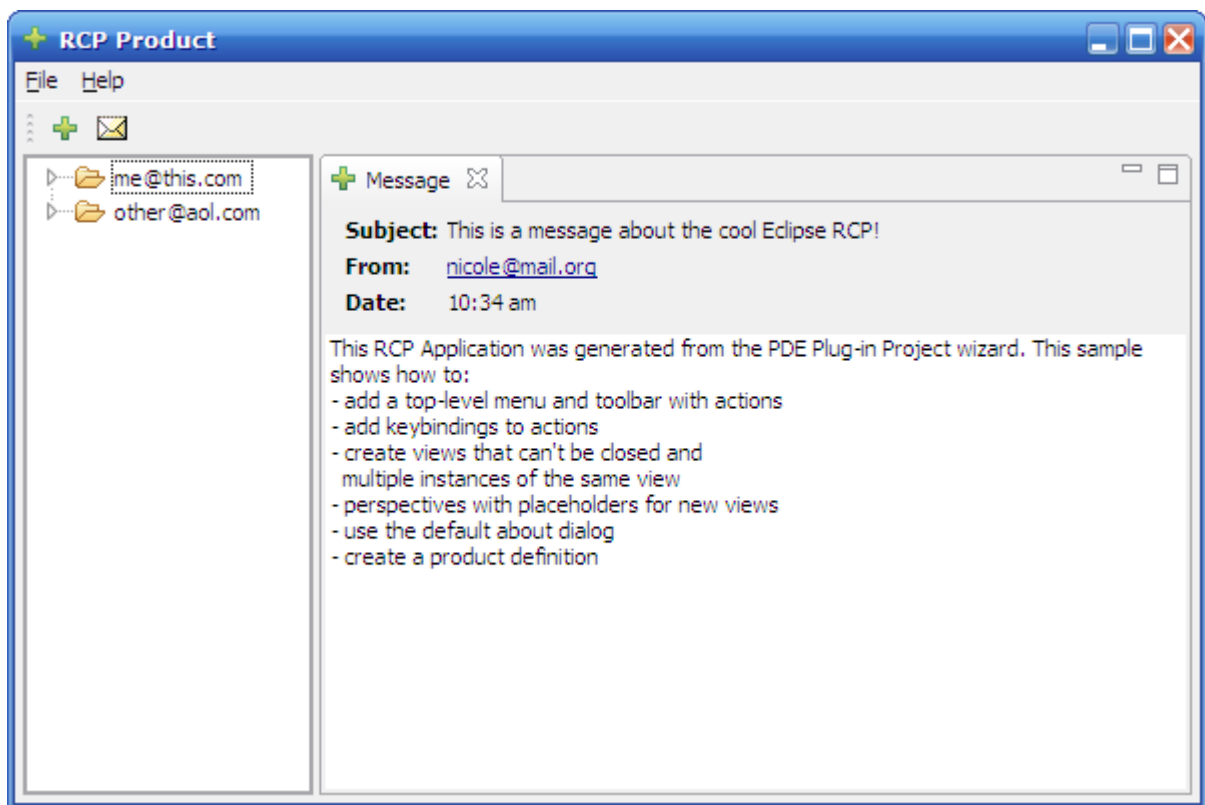 RCP Product
File Help
me@this.com
other@aol.com
Message
Subject: This is a message about the cool Eclipse RCP!
From: nicole@mail.org
Date: 10:34 am
This RCP Application was generated from the PDE Plug-in Project wizard. This sample
shows how to:
- add a top-level menu and toolbar with actions
- add keybindings to actions
- create views that can't be closed and
  multiple instances of the same view
- perspectives with placeholders for new views
- use the default about dialog
- create a product definition